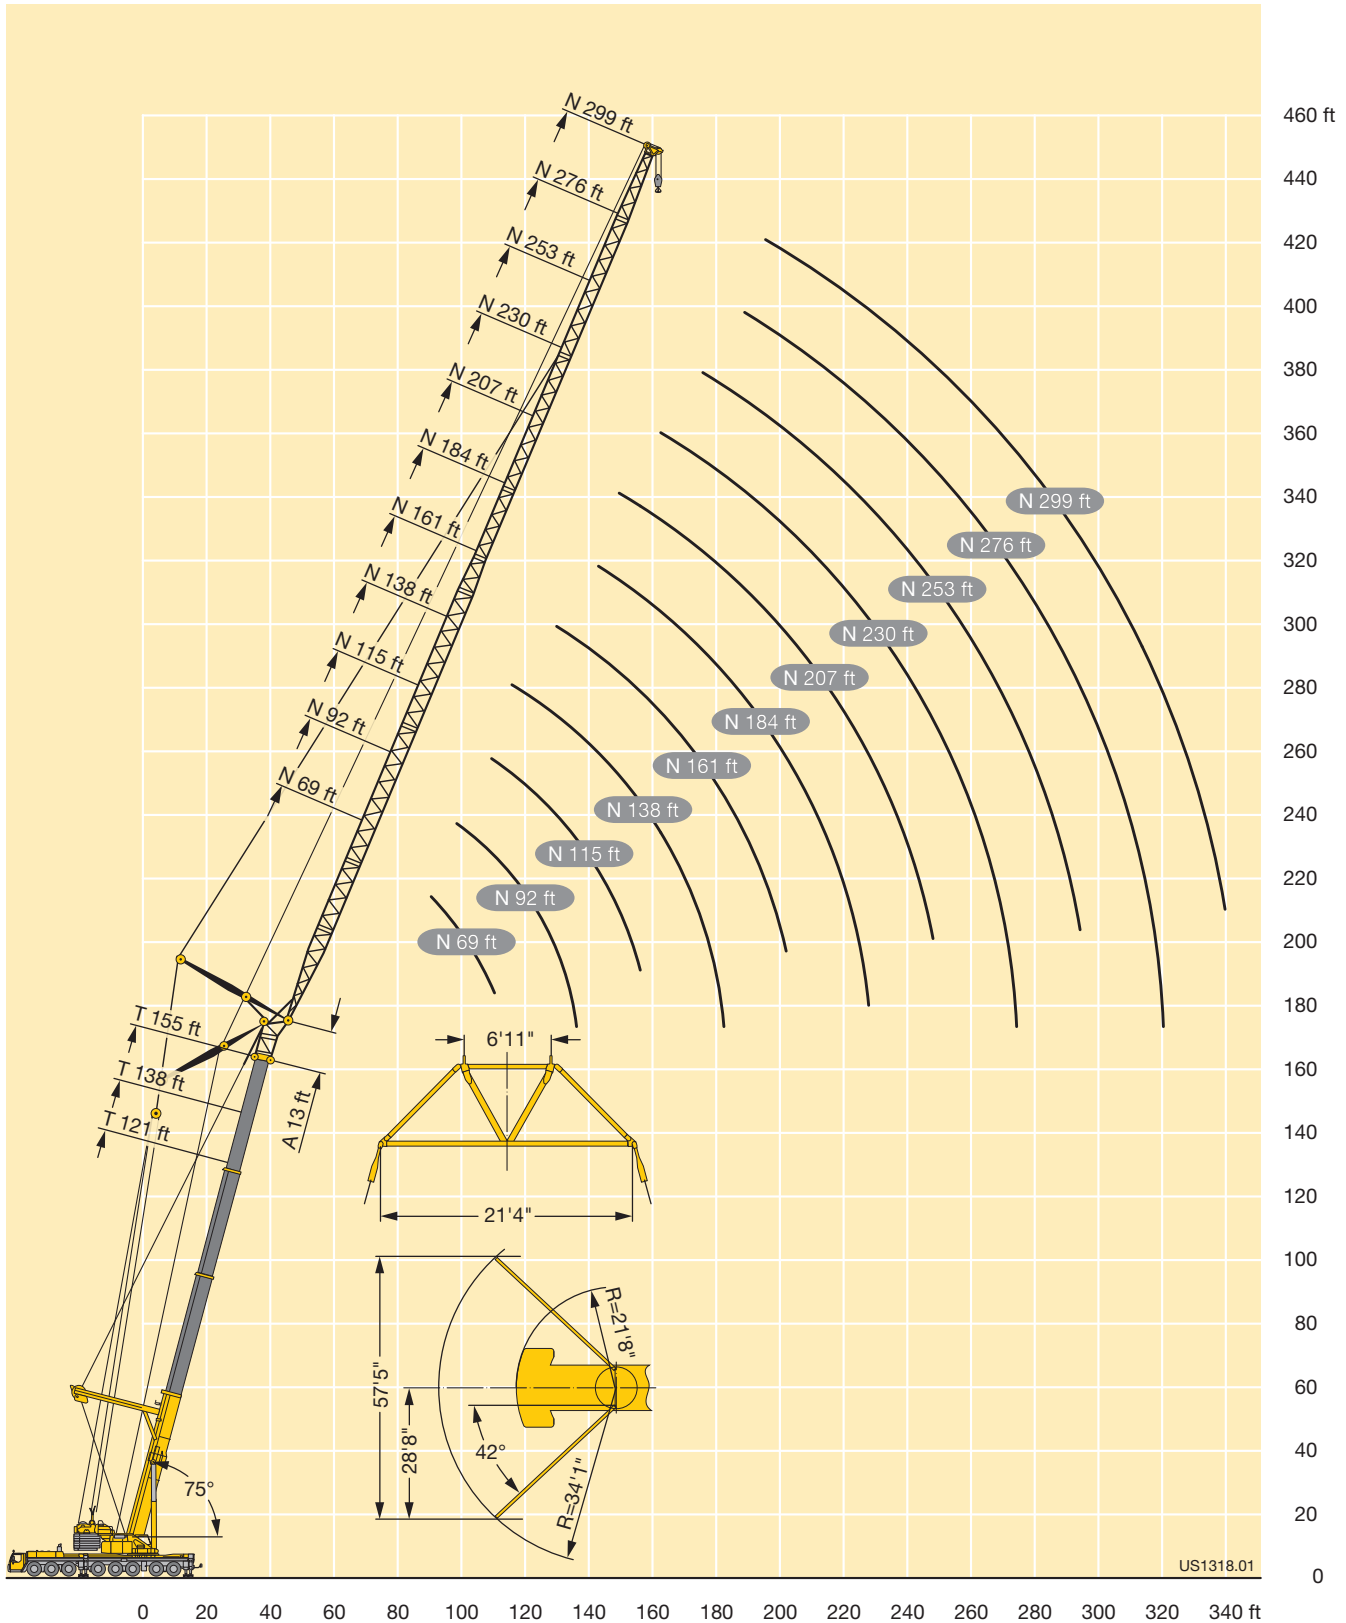 N 299 ft
460 ft
N 276 ft
440
N 253 ft
420
N 230 ft
400
N 207 ft
380
N 184 ft
360
N 161 ft
340
N 299 ft
N 138 ft
320
N 276 ft
N 115 ft
300
N 253 ft
N 92 ft
280
N 230 ft
N 69 ft
260
N 207 ft
240
N 184 ft
220
N 161 ft
200
N 138 ft
180
N 115 ft
160
N 92 ft
140
N 69 ft
120
T 155 ft
100
T 138 ft
80
T 121 ft
60
A 13 ft
40
6'11"
20
21'4"
0
57'5"
28'8"
42°
R=21'8"
R=34'1"
75°
US1318.01
0 20 40 60 80 100 120 140 160 180 200 220 240 260 280 300 320 340 ft